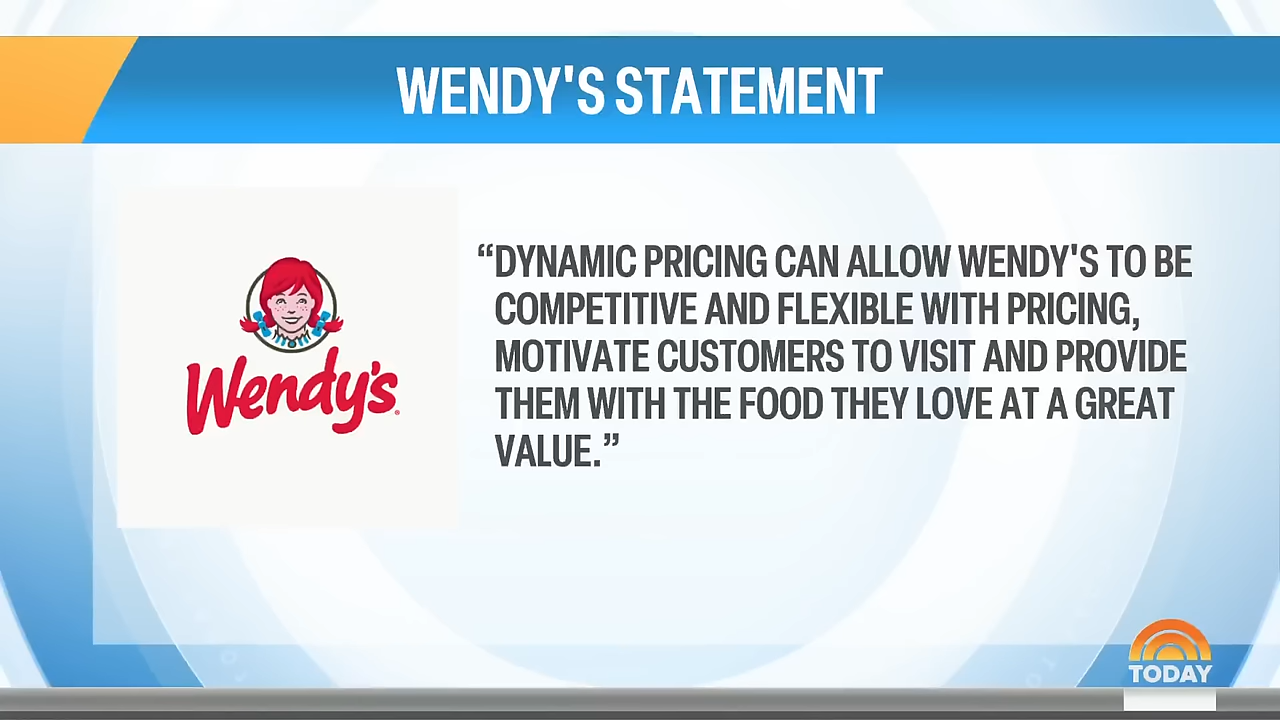 WENDY'S STATEMENT
Wendy's
“DYNAMIC PRICING CAN ALLOW WENDY'S TO BE
COMPETITIVE AND FLEXIBLE WITH PRICING,
MOTIVATE CUSTOMERS TO VISIT AND PROVIDE
THEM WITH THE FOOD THEY LOVE AT A GREAT
VALUE.”
TODAY